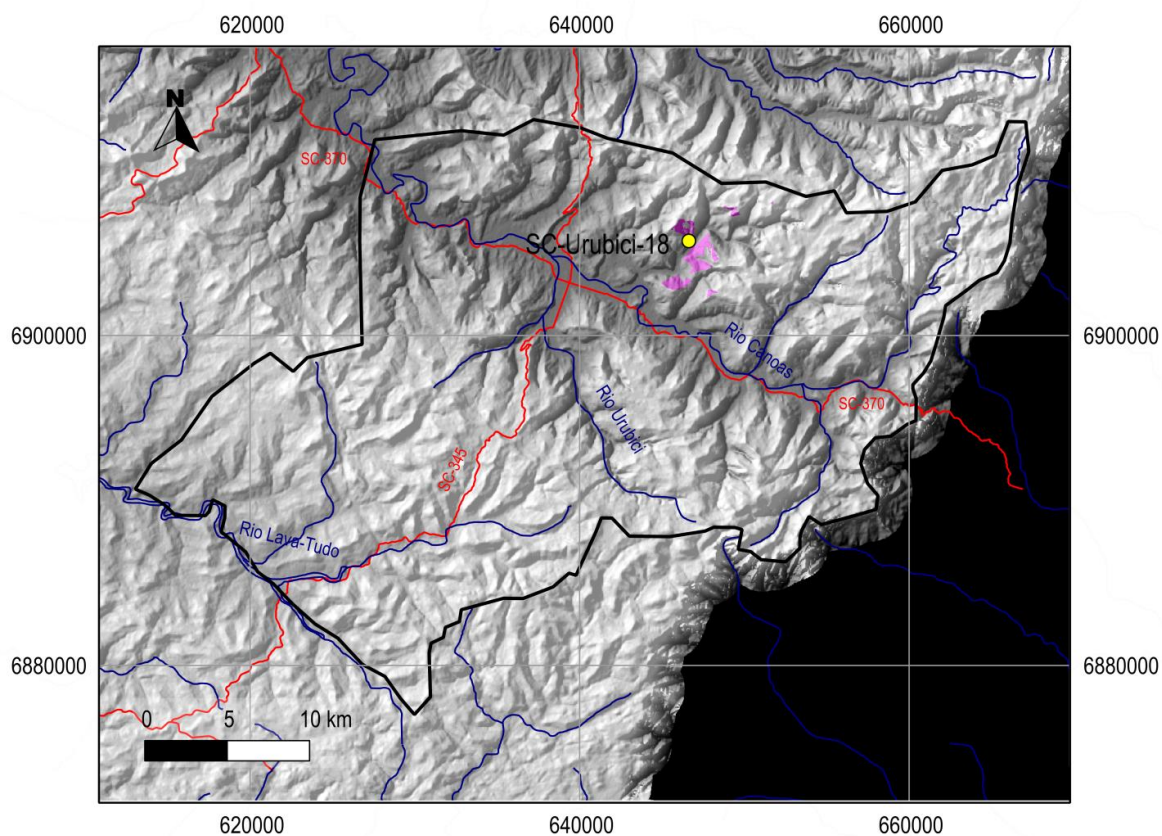 620000 640000 660000
N
SC-370
SC-Urubici-18
6900000 6900000
Rio Canoas
SC-370
Rio Urubici
SC-345
Rio Lava-Tudo
6880000 6880000
0 5 10 km
620000 640000 660000